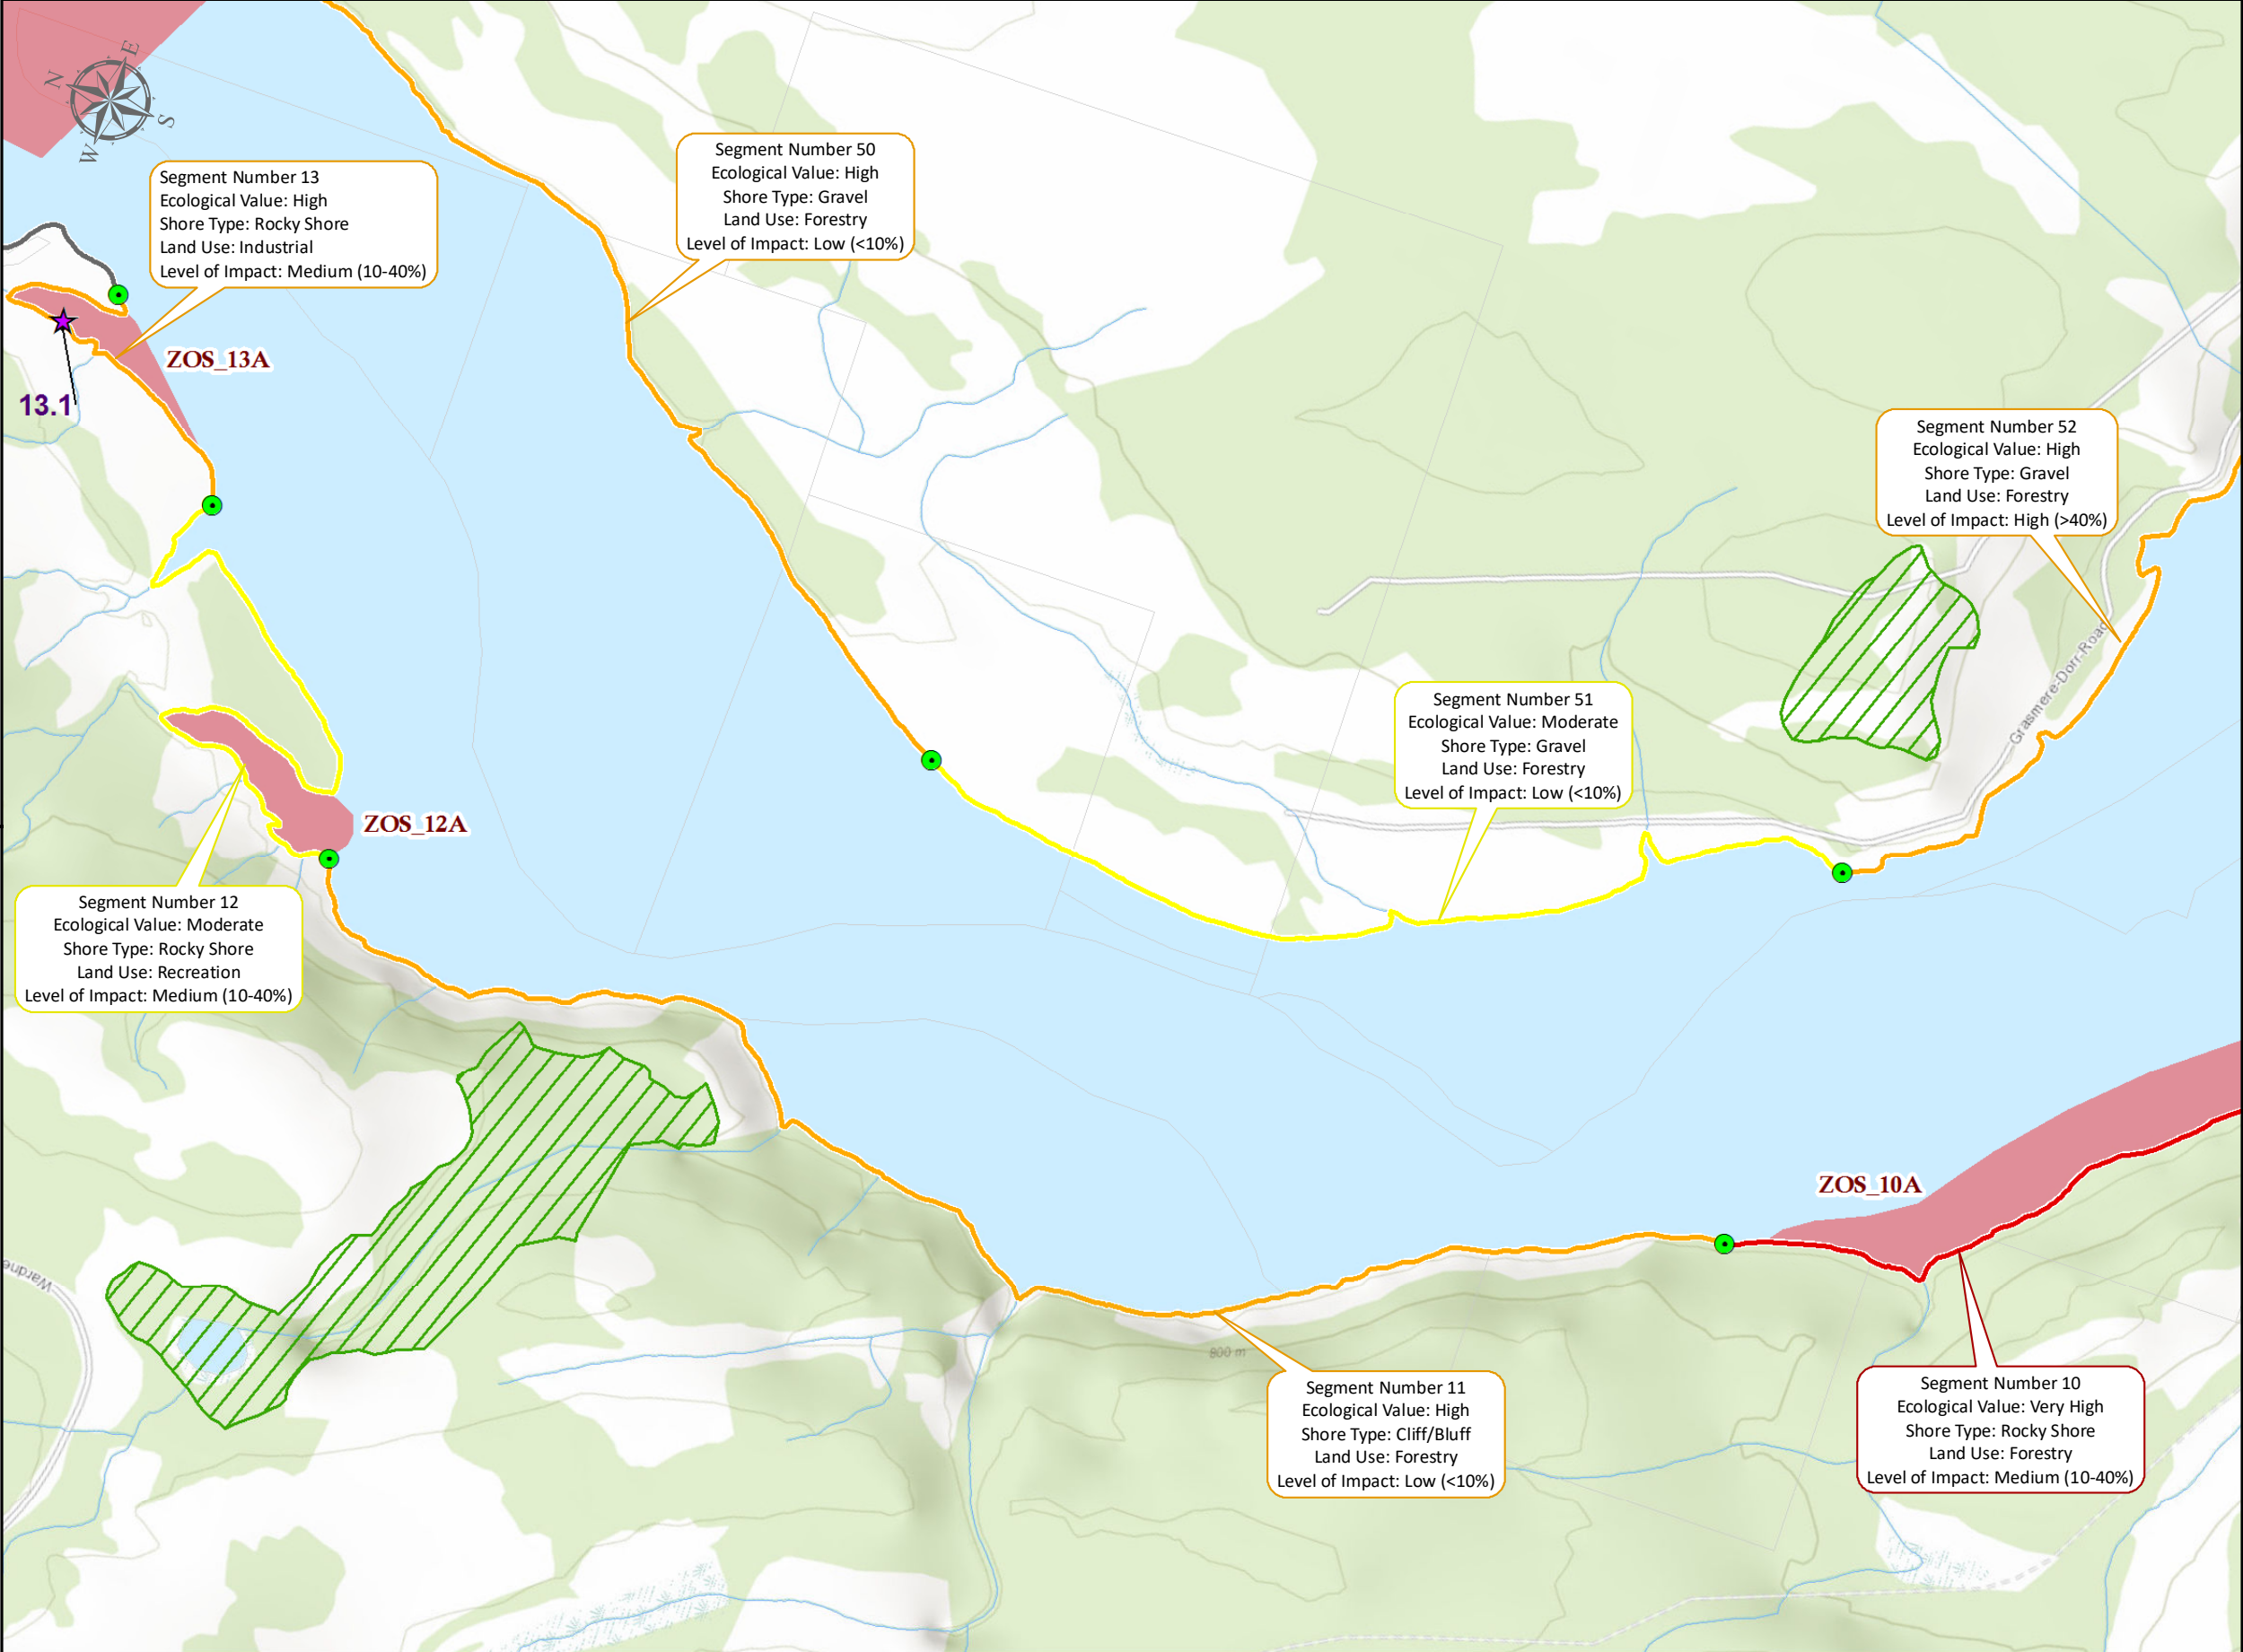 N
E
S
W
Segment Number 13
Ecological Value: High
Shore Type: Rocky Shore
Land Use: Industrial
Level of Impact: Medium (10-40%)
Segment Number 50
Ecological Value: High
Shore Type: Gravel
Land Use: Forestry
Level of Impact: Low (<10%)
ZOS_13A
13.1
Segment Number 52
Ecological Value: High
Shore Type: Gravel
Land Use: Forestry
Level of Impact: High (>40%)
Grasmere-Dorr-Road
Segment Number 51
Ecological Value: Moderate
Shore Type: Gravel
Land Use: Forestry
Level of Impact: Low (<10%)
ZOS_12A
Segment Number 12
Ecological Value: Moderate
Shore Type: Rocky Shore
Land Use: Recreation
Level of Impact: Medium (10-40%)
ZOS_10A
Wardne
800 m
Segment Number 11
Ecological Value: High
Shore Type: Cliff/Bluff
Land Use: Forestry
Level of Impact: Low (<10%)
Segment Number 10
Ecological Value: Very High
Shore Type: Rocky Shore
Land Use: Forestry
Level of Impact: Medium (10-40%)